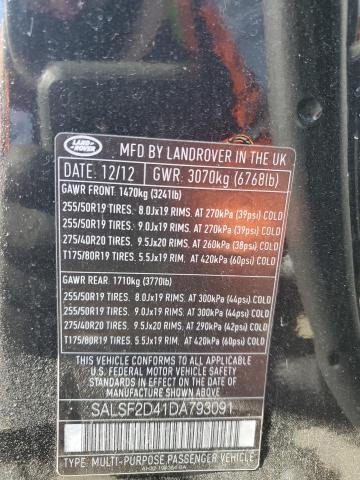 LAND ROVER
MFD BY LANDROVER IN THE UK
DATE: 12/12 GWR: 3070kg (6768lb)
GAWR FRONT: 1470kg (3241lb)
255/50R19 TIRES. 8.0Jx19 RIMS. AT 270kPa (39psi) COLD
255/50R19 TIRES. 9.0Jx19 RIMS. AT 270kPa (39psi) COLD
275/40R20 TIRES. 9.5Jx20 RIMS. AT 260kPa (38psi) COLD
T175/80R19 TIRES. 5.5Jx19 RIM. AT 420kPa (60psi) COLD
GAWR REAR: 1710kg (3770lb)
255/50R19 TIRES. 8.0Jx19 RIMS. AT 300kPa (44psi) COLD
255/50R19 TIRES. 9.0Jx19 RIMS. AT 300kPa (44psi) COLD
275/40R20 TIRES. 9.5Jx20 RIMS. AT 290kPa (42psi) COLD
T175/80R19 TIRES. 5.5Jx19 RIM. AT 420kPa (60psi) COLD
THIS VEHICLE CONFORMS TO ALL APPLICABLE
U.S. FEDERAL MOTOR VEHICLE SAFETY STANDARDS
IN EFFECT ON THE DATE OF MANUFACTURE SHOWN ABOVE.
SALSF2D41DA793091
TYPE: MULTI-PURPOSE PASSENGER VEHICLE